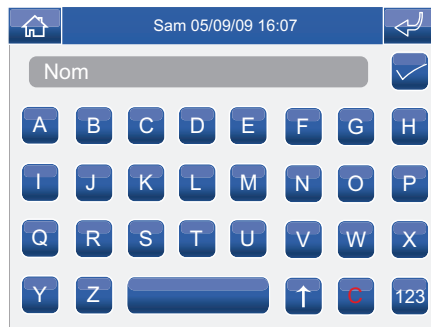 Sam 05/09/09 16:07
Nom
A B C D E F G H
I J K L M N O P
Q R S T U V W X
Y Z C 123